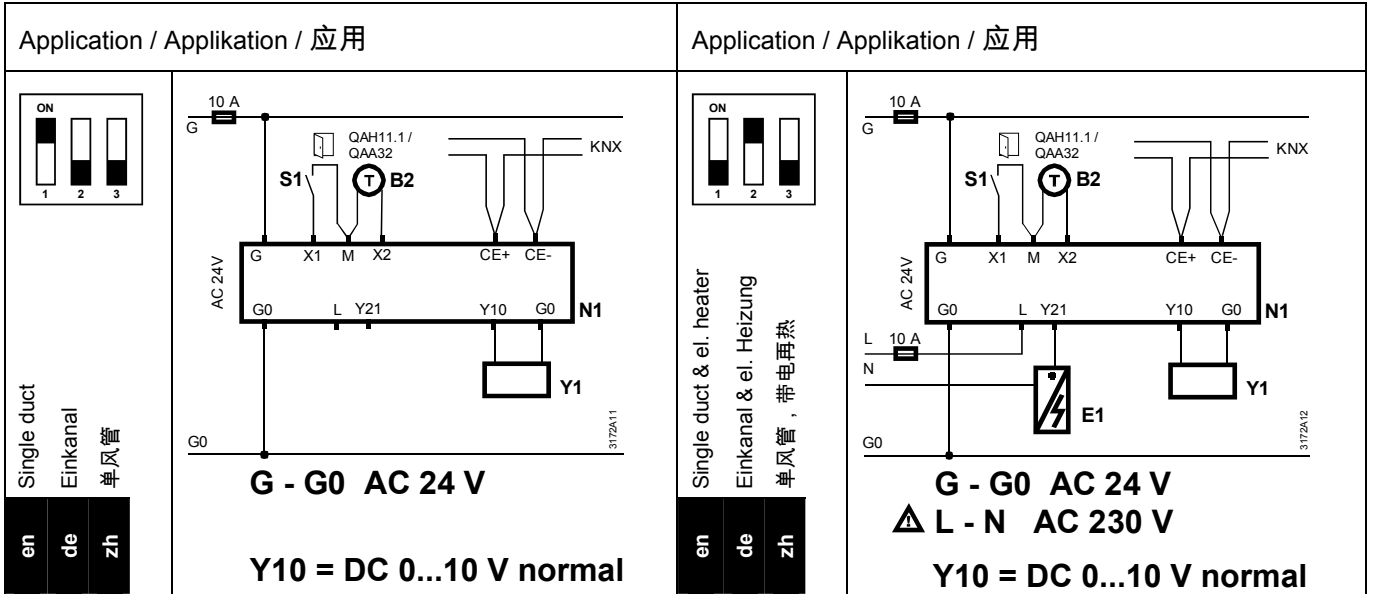 Application / Applikation / 应用
ON
1 2 3
Single duct
Einkanal
单风管
en
de
zh
10 A
G
QAH11.1 /
QAA32
KNX
S1
T
B2
AC 24V
G X1 M X2 CE+ CE-
G0 L Y21 Y10 G0
N1
Y1
3172A11
G0
G - G0 AC 24 V
Y10 = DC 0...10 V normal
Application / Applikation / 应用
ON
1 2 3
Single duct & el. heater
Einkanal & el. Heizung
单风管，带电再热
en
de
zh
10 A
G
QAH11.1 /
QAA32
KNX
S1
T
B2
AC 24V
G X1 M X2 CE+ CE-
G0 L Y21 Y10 G0
N1
L 10 A
N
Y1
E1
3172A12
G0
G - G0 AC 24 V
L - N AC 230 V
Y10 = DC 0...10 V normal